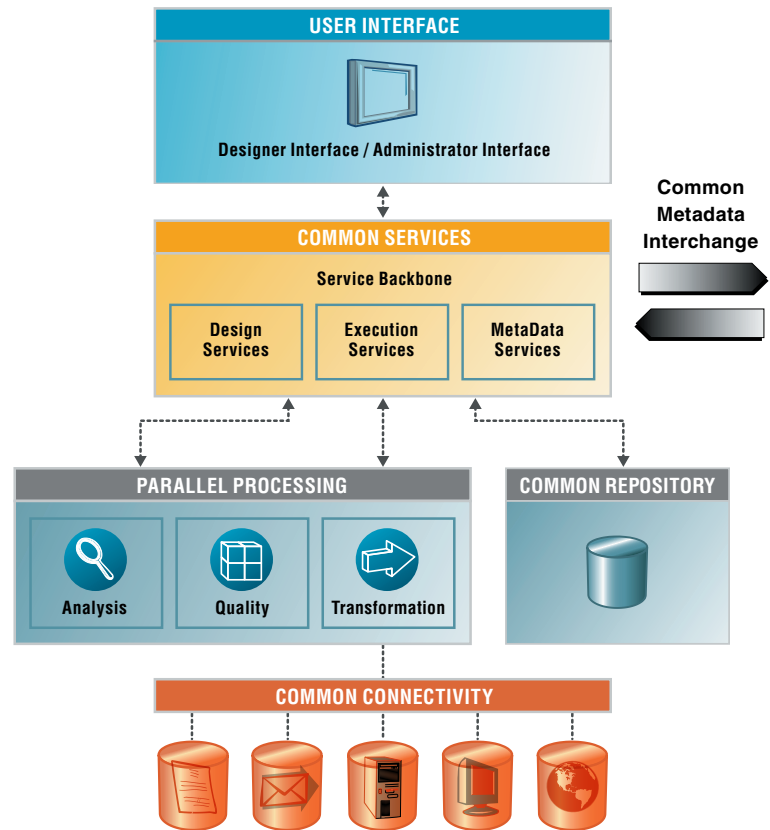 USER INTERFACE
Designer Interface / Administrator Interface
Common
Metadata
Interchange
COMMON SERVICES
Service Backbone
Design
Services
Execution
Services
MetaData
Services
PARALLEL PROCESSING
Analysis
Quality
Transformation
COMMON REPOSITORY
COMMON CONNECTIVITY